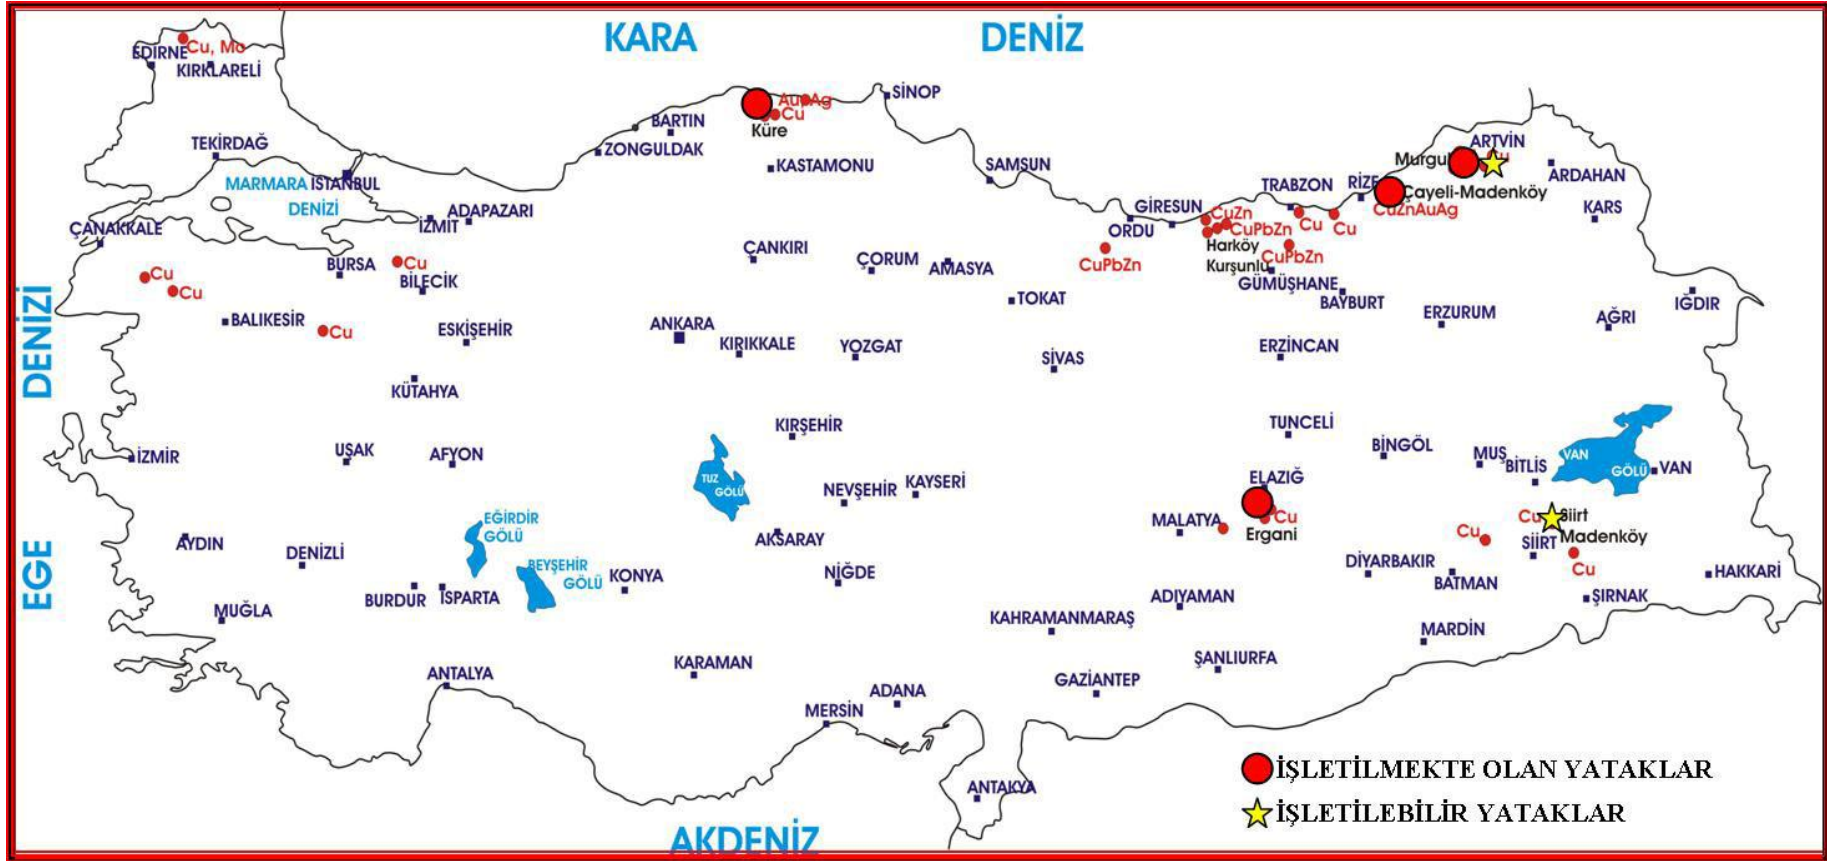 KARA DENİZ
EDİRNE
Cu, Mo
KIRKLARELİ
SİNOP
Au Ag
Cu
Küre
BARTIN
ZONGULDAK
KASTAMONU
TEKİRDAĞ
MARMARA
DENİZİ
İSTANBUL
SAMSUN
ARTVİN
Murgul
Cu
ARDAHAN
TRABZON
RİZE
Çayeli-Madenköy
CuZnAuAg
KARS
ÇANAKKALE
İZMİT
ADAPAZARI
GİRESUN
ORDU
CuZn
CuPbZn
Cu
Cu
Harköy
Kurşunlu
CuPbZn
CuPbZn
GÜMÜŞHANE
BAYBURT
BURSA
Cu
BİLECİK
ÇANKIRI
ÇORUM
AMASYA
TOKAT
Cu
Cu
BALIKESİR
Cu
ESKİŞEHİR
ANKARA
KIRIKKALE
YOZGAT
SİVAS
ERZİNCAN
ERZURUM
AĞRI
IĞDIR
EGE DENİZİ
KÜTAHYA
KIRŞEHİR
TUNCELİ
BİNGÖL
MUŞ
BİTLİS
VAN
GÖLÜ
VAN
İZMİR
UŞAK
AFYON
TUZ
GÖLÜ
NEVŞEHİR
KAYSERİ
ELAZIĞ
Cu
Ergani
MALATYA
Cu
Siirt
Madenköy
Cu
SİİRT
Cu
EĞİRDİR
GÖLÜ
AYDIN
DENİZLİ
AKSARAY
BEYŞEHİR
GÖLÜ
KONYA
NİĞDE
DİYARBAKIR
BATMAN
HAKKARİ
BURDUR
ISPARTA
MUĞLA
ADIYAMAN
ŞIRNAK
KAHRAMANMARAŞ
MARDİN
ANTALYA
KARAMAN
ŞANLIURFA
GAZİANTEP
ADANA
MERSİN
ANTAKYA
AKDENİZ
İŞLETİLMEKTE OLAN YATAKLAR
İŞLETİLEBİLİR YATAKLAR